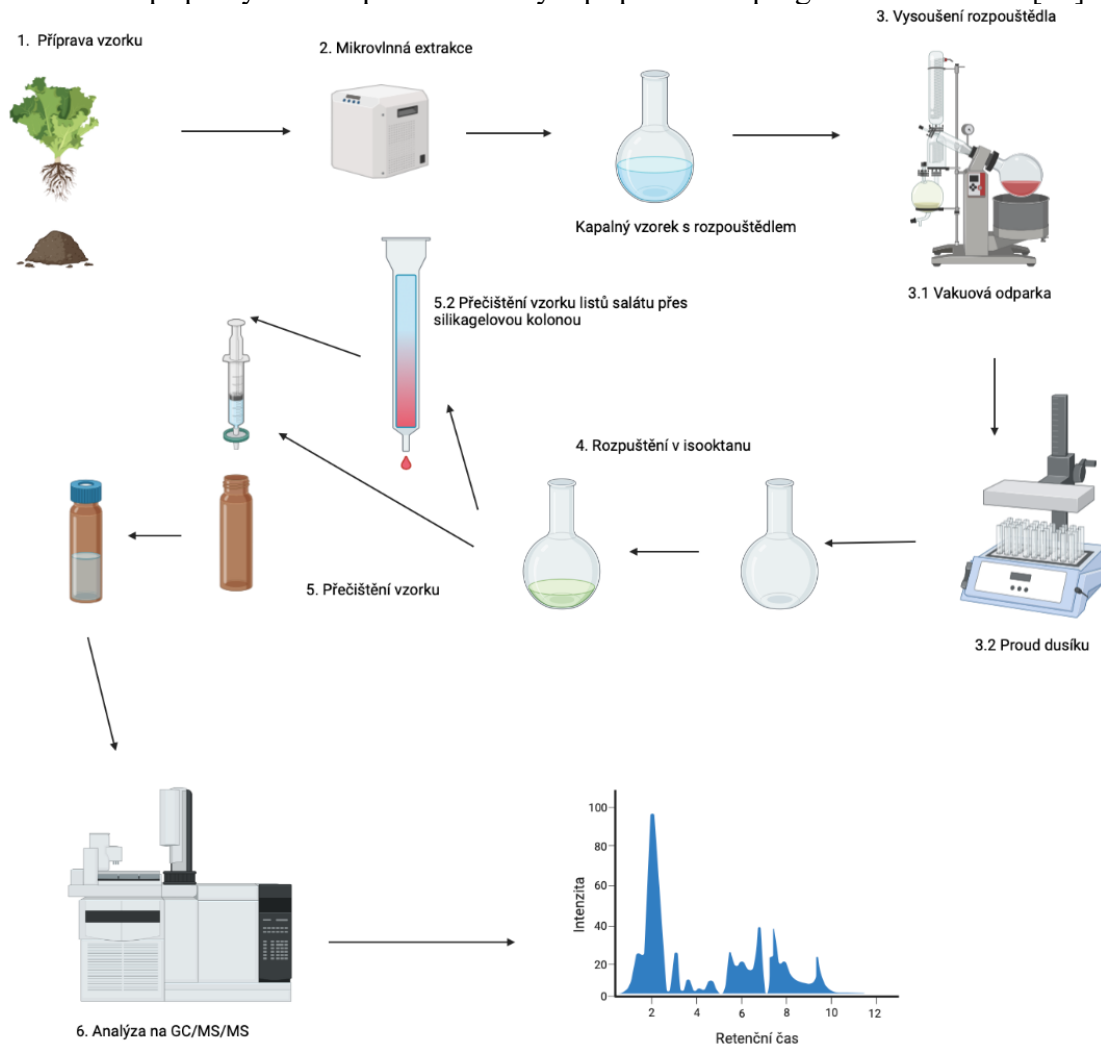 1. Příprava vzorku
2. Mikrovlnná extrakce
3. Vysoušení rozpouštědla
Kapalný vzorek s rozpouštědlem
3.1 Vakuová odparka
5.2 Přečištění vzorku listů salátu přes
silikagelovou kolonou
4. Rozpuštění v isooktanu
5. Přečištění vzorku
3.2 Proud dusíku
6. Analýza na GC/MS/MS
Intenzita
100
80
60
40
20
0
2
4
6
8
10
12
Retenční čas